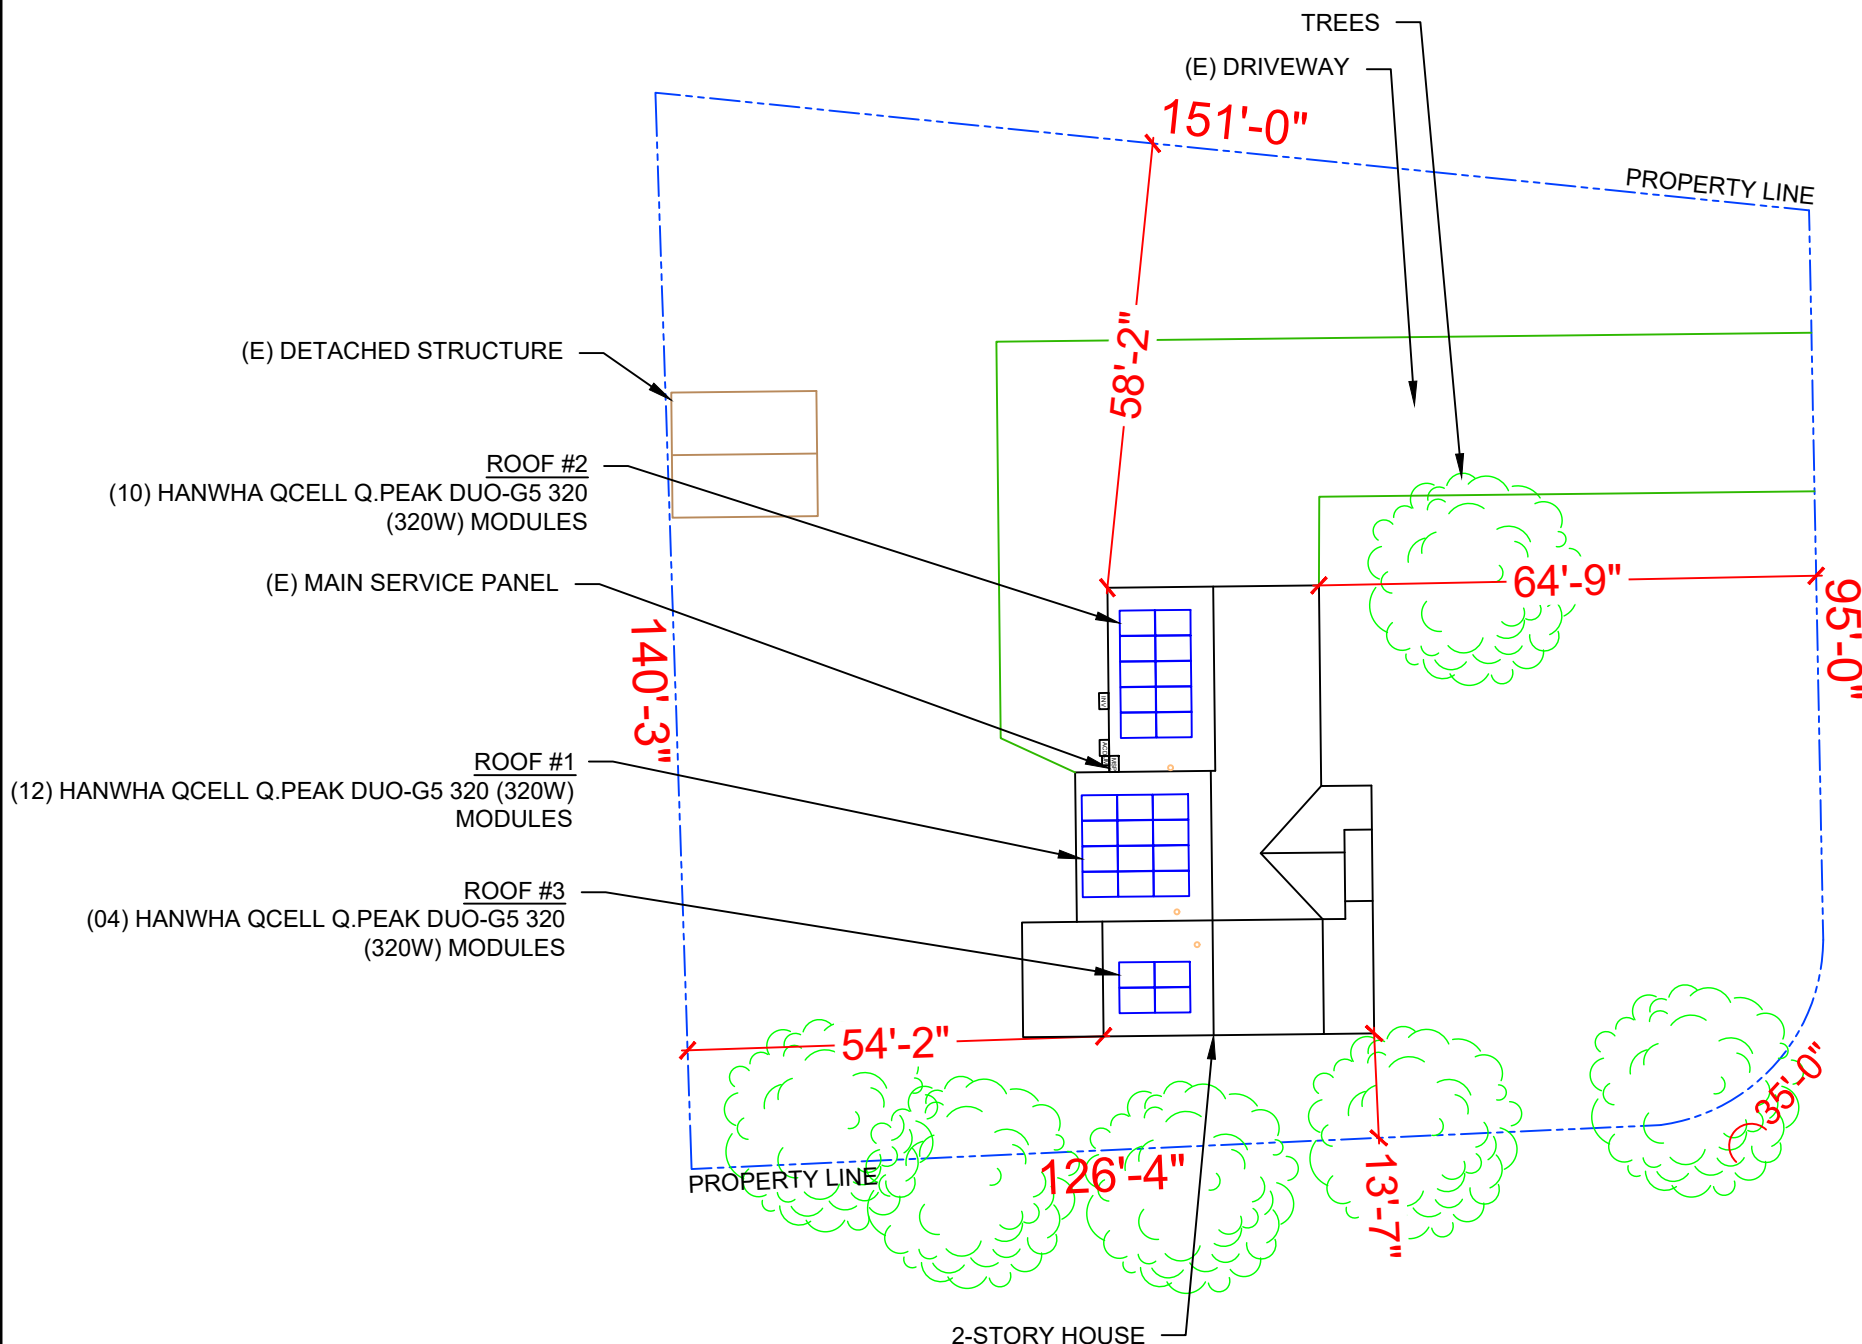 TREES
(E) DRIVEWAY
151'-0"
PROPERTY LINE
58'-2"
(E) DETACHED STRUCTURE
ROOF #2
(10) HANWHA QCELL Q.PEAK DUO-G5 320
(320W) MODULES
(E) MAIN SERVICE PANEL
64'-9"
95'-0"
140'-3"
INV
ROOF #1
(12) HANWHA QCELL Q.PEAK DUO-G5 320 (320W)
MODULES
ROOF #3
(04) HANWHA QCELL Q.PEAK DUO-G5 320
(320W) MODULES
54'-2"
35'-0"
PROPERTY LINE
126'-4"
13'-7"
2-STORY HOUSE